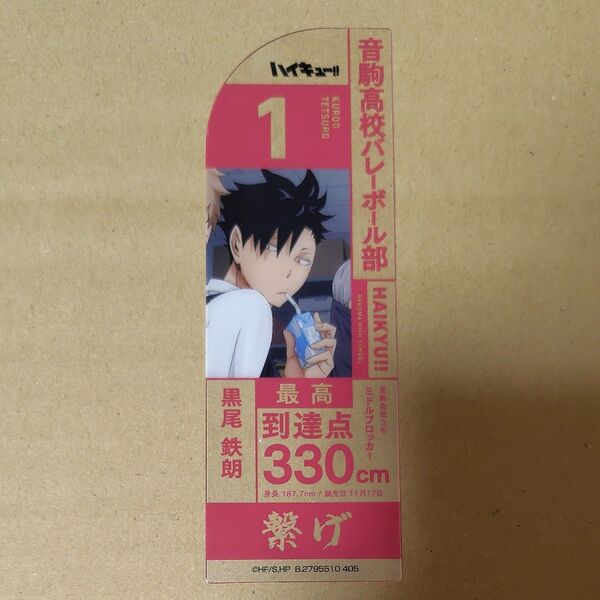 ハイキュー!!
1
KUROO
TETSURO
音駒高校バレーボール部
HAIKYU!!
NEKOMA HIGH SCHOOL
音駒高校3年
ミドルブロッカー
黒尾 鉄朗
最高
到達点
330cm
身長 187.7cm / 誕生日 11月17日
繋げ
©HF/S,HP B.2795510 405